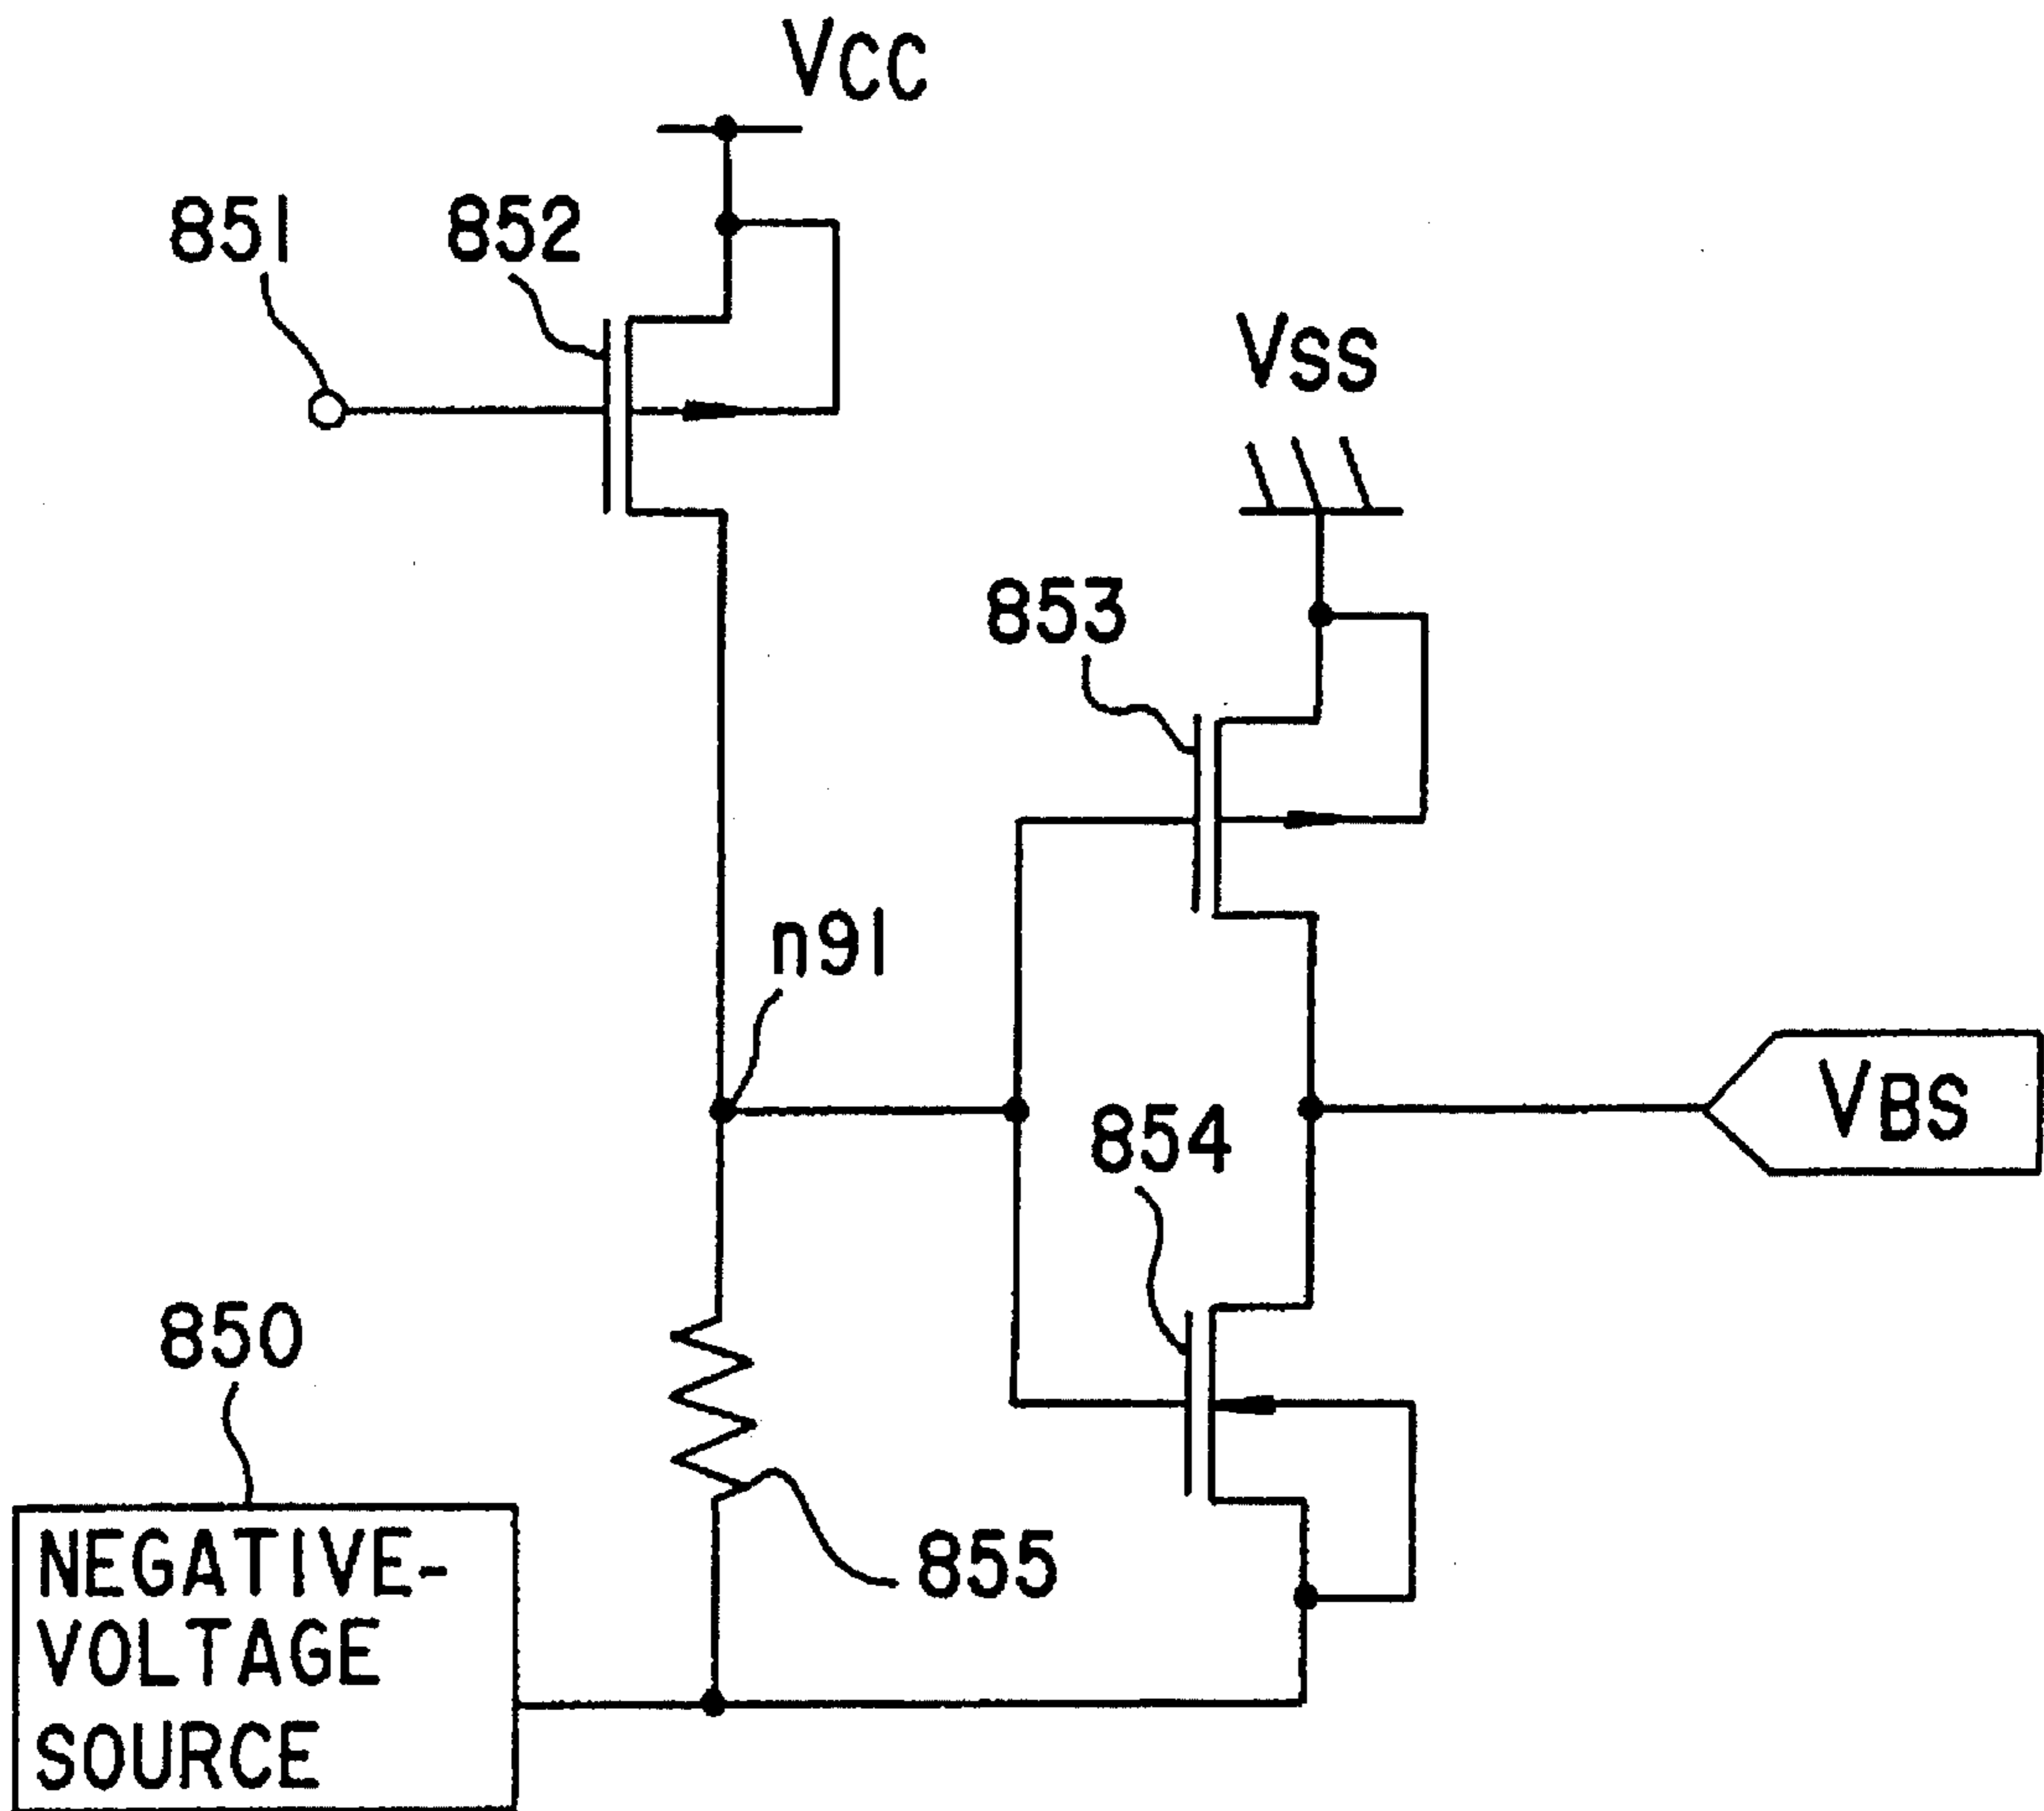 VCC
851
852
VSS
853
n91
854
VBS
850
855
NEGATIVE-
VOLTAGE
SOURCE